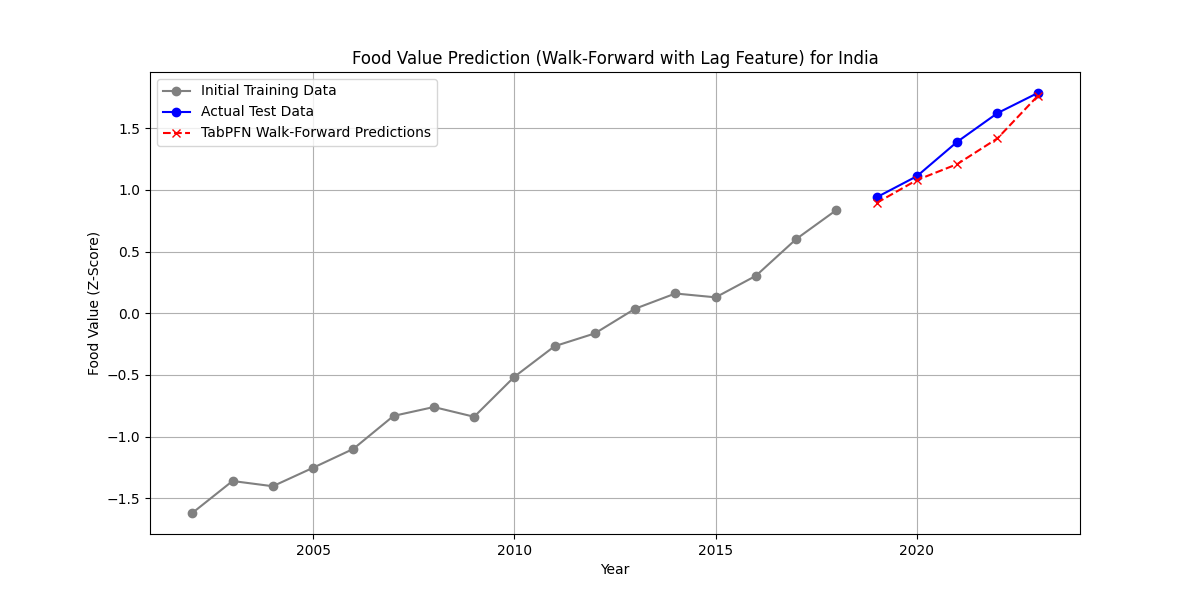 Food Value Prediction (Walk-Forward with Lag Feature) for India
Initial Training Data
Actual Test Data
TabPFN Walk-Forward Predictions
Food Value (Z-Score)
1.5
1.0
0.5
0.0
−0.5
−1.0
−1.5
2005 2010 2015 2020
Year